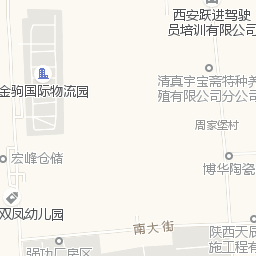 西安跃进驾驶
员培训有限公司
清真宇宝斋特种养
殖有限公司分公司
金驹国际物流园
周家堡村
宏峰仓储
博华陶瓷
双凤幼儿园
南大街
陕西天辰
施工程有
强功厂房区